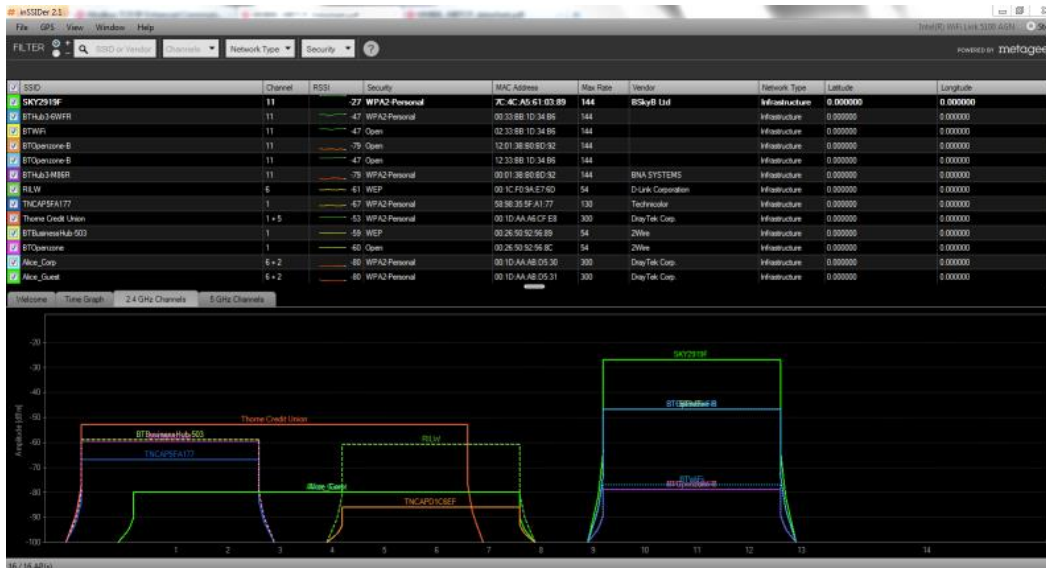 inSSIDer 2.1
File GPS View Window Help
Intel(R) WiFi Link 5100 AGN
FILTER + - SSID or Vendor Channels Network Type Security ?
POWERED BY metagee
SSID Channel RSSI Security MAC Address Max Rate Vendor Network Type Latitude Longitude
SKY2919F 11 -27 WPA2-Personal 7C:4C:A5:61:03:89 144 BSkyB Ltd Infrastructure 0.000000 0.000000
BTHub3-6WFR 11 -47 WPA2-Personal 00:33:BB:1D:34:B6 144 Infrastructure 0.000000 0.000000
BTWiFi 11 -47 Open 02:33:BB:1D:34:B6 144 Infrastructure 0.000000 0.000000
BTOpenzone-B 11 -79 Open 12:01:3B:80:BD:92 144 Infrastructure 0.000000 0.000000
BTOpenzone-B 11 -47 Open 12:33:BB:1D:34:B6 144 Infrastructure 0.000000 0.000000
BTHub3-M86R 11 -79 WPA2-Personal 00:01:3B:80:BD:92 144 BNA SYSTEMS Infrastructure 0.000000 0.000000
RILW 6 -61 WEP 00:1C:F0:9A:E7:6D 54 D-Link Corporation Infrastructure 0.000000 0.000000
TNCAP5FA177 1 -67 WPA2-Personal 58:98:35:5F:A1:77 130 Technicolor Infrastructure 0.000000 0.000000
Thorne Credit Union 1 + 5 -53 WPA2-Personal 00:1D:AA:A6:CF:E8 300 DrayTek Corp. Infrastructure 0.000000 0.000000
BTBusinessHub-503 1 -59 WEP 00:26:50:92:56:89 54 2Wire Infrastructure 0.000000 0.000000
BTOpenzone 1 -60 Open 00:26:50:92:56:8C 54 2Wire Infrastructure 0.000000 0.000000
Alice_Corp 6 + 2 -80 WPA2-Personal 00:1D:AA:AB:D5:30 300 DrayTek Corp. Infrastructure 0.000000 0.000000
Alice_Guest 6 + 2 -80 WPA2-Personal 00:1D:AA:AB:D5:31 300 DrayTek Corp. Infrastructure 0.000000 0.000000
Welcome Time Graph 2.4 GHz Channels 5 GHz Channels
Amplitude [dBm]
-20
-30
SKY2919F
-40
-50
Thorne Credit Union
BTBusinessHub-503
RILW
-60
TNCAP5FA177
-70
-80
TNCAPD1C6EF
-90
-100
1 2 3 4 5 6 7 8 9 10 11 12 13 14
16 / 16 AP(s)